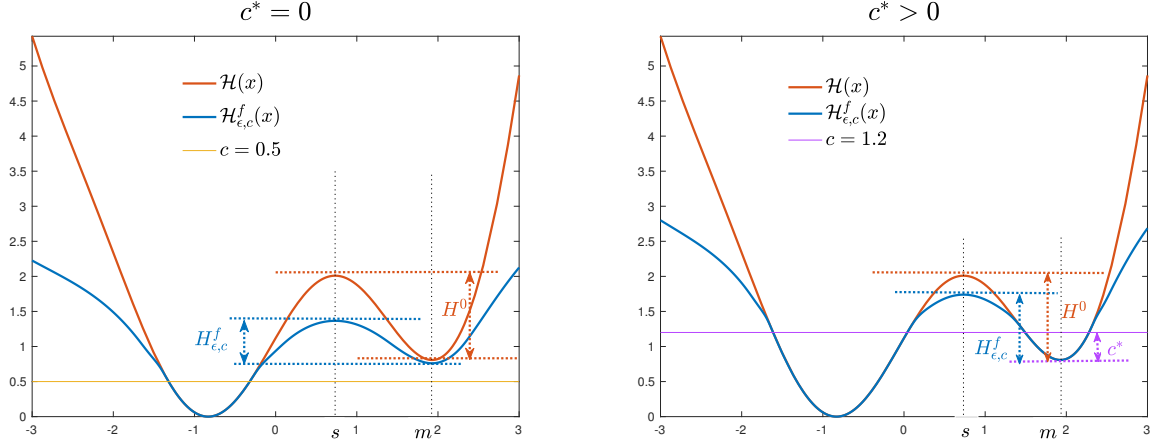 c* = 0
5
4.5
4
3.5
3
2.5
2
1.5
1
0.5
0
-3 -2 -1 0 1 2 3
ℋ(x)
ℋ^f_{ϵ,c}(x)
c = 0.5
H^0
H^f_{ϵ,c}
s
m
c* > 0
5
4.5
4
3.5
3
2.5
2
1.5
1
0.5
0
-3 -2 -1 0 1 2 3
ℋ(x)
ℋ^f_{ϵ,c}(x)
c = 1.2
H^0
H^f_{ϵ,c}
c*
s
m